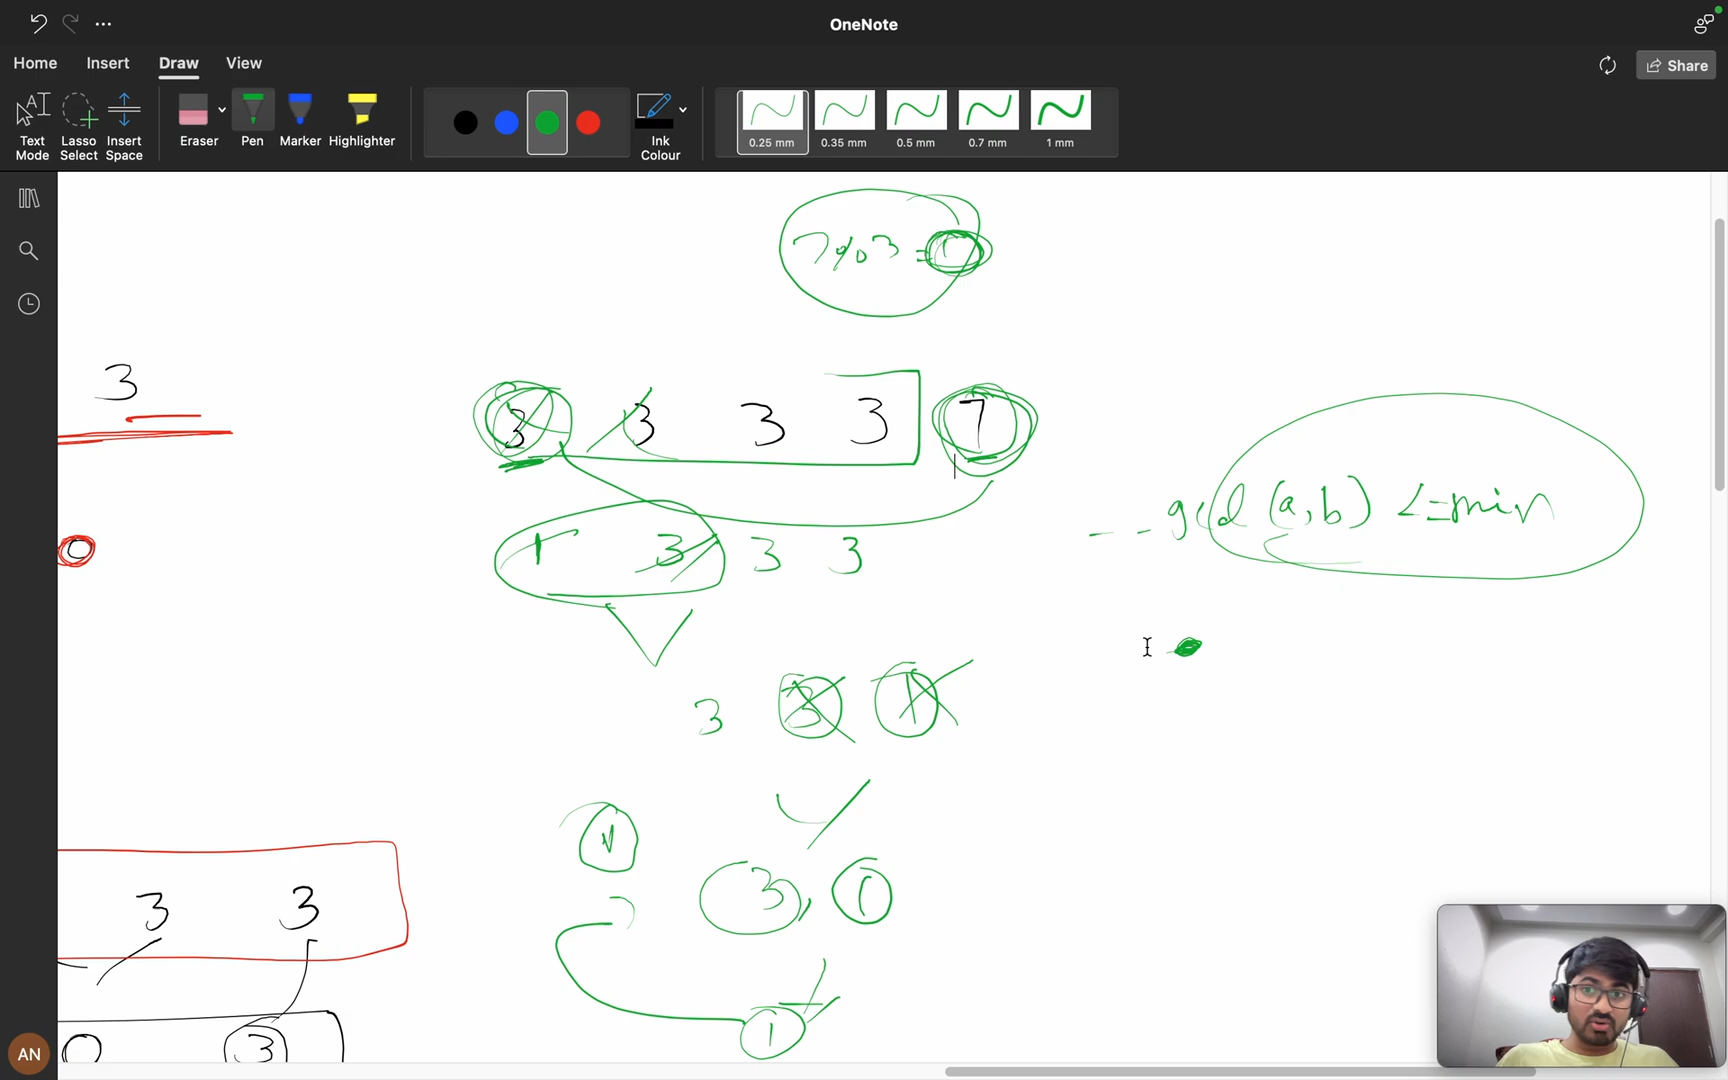 OneNote
Home Insert Draw View
Share
Text Mode
Lasso Select
Insert Space
Eraser
Pen
Marker
Highlighter
Ink Colour
0.25 mm
0.35 mm
0.5 mm
0.7 mm
1 mm
7%3 = 1
3
3 3 3 3 7
gcd (a,b) <= min
0
1 3 3 3
3 3 1
1
3 3
3, 1
1
0 3
AN